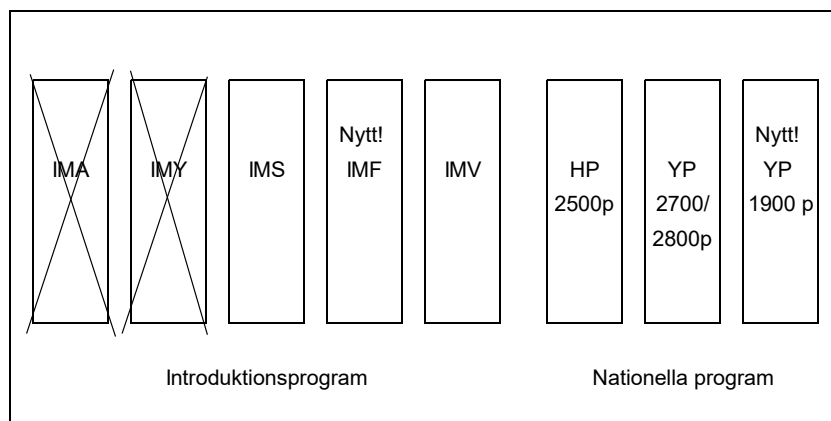 IMA
IMY
IMS
Nytt!
IMF
IMV
HP
2500p
YP
2700/
2800p
Nytt!
YP
1900 p
Introduktionsprogram
Nationella program